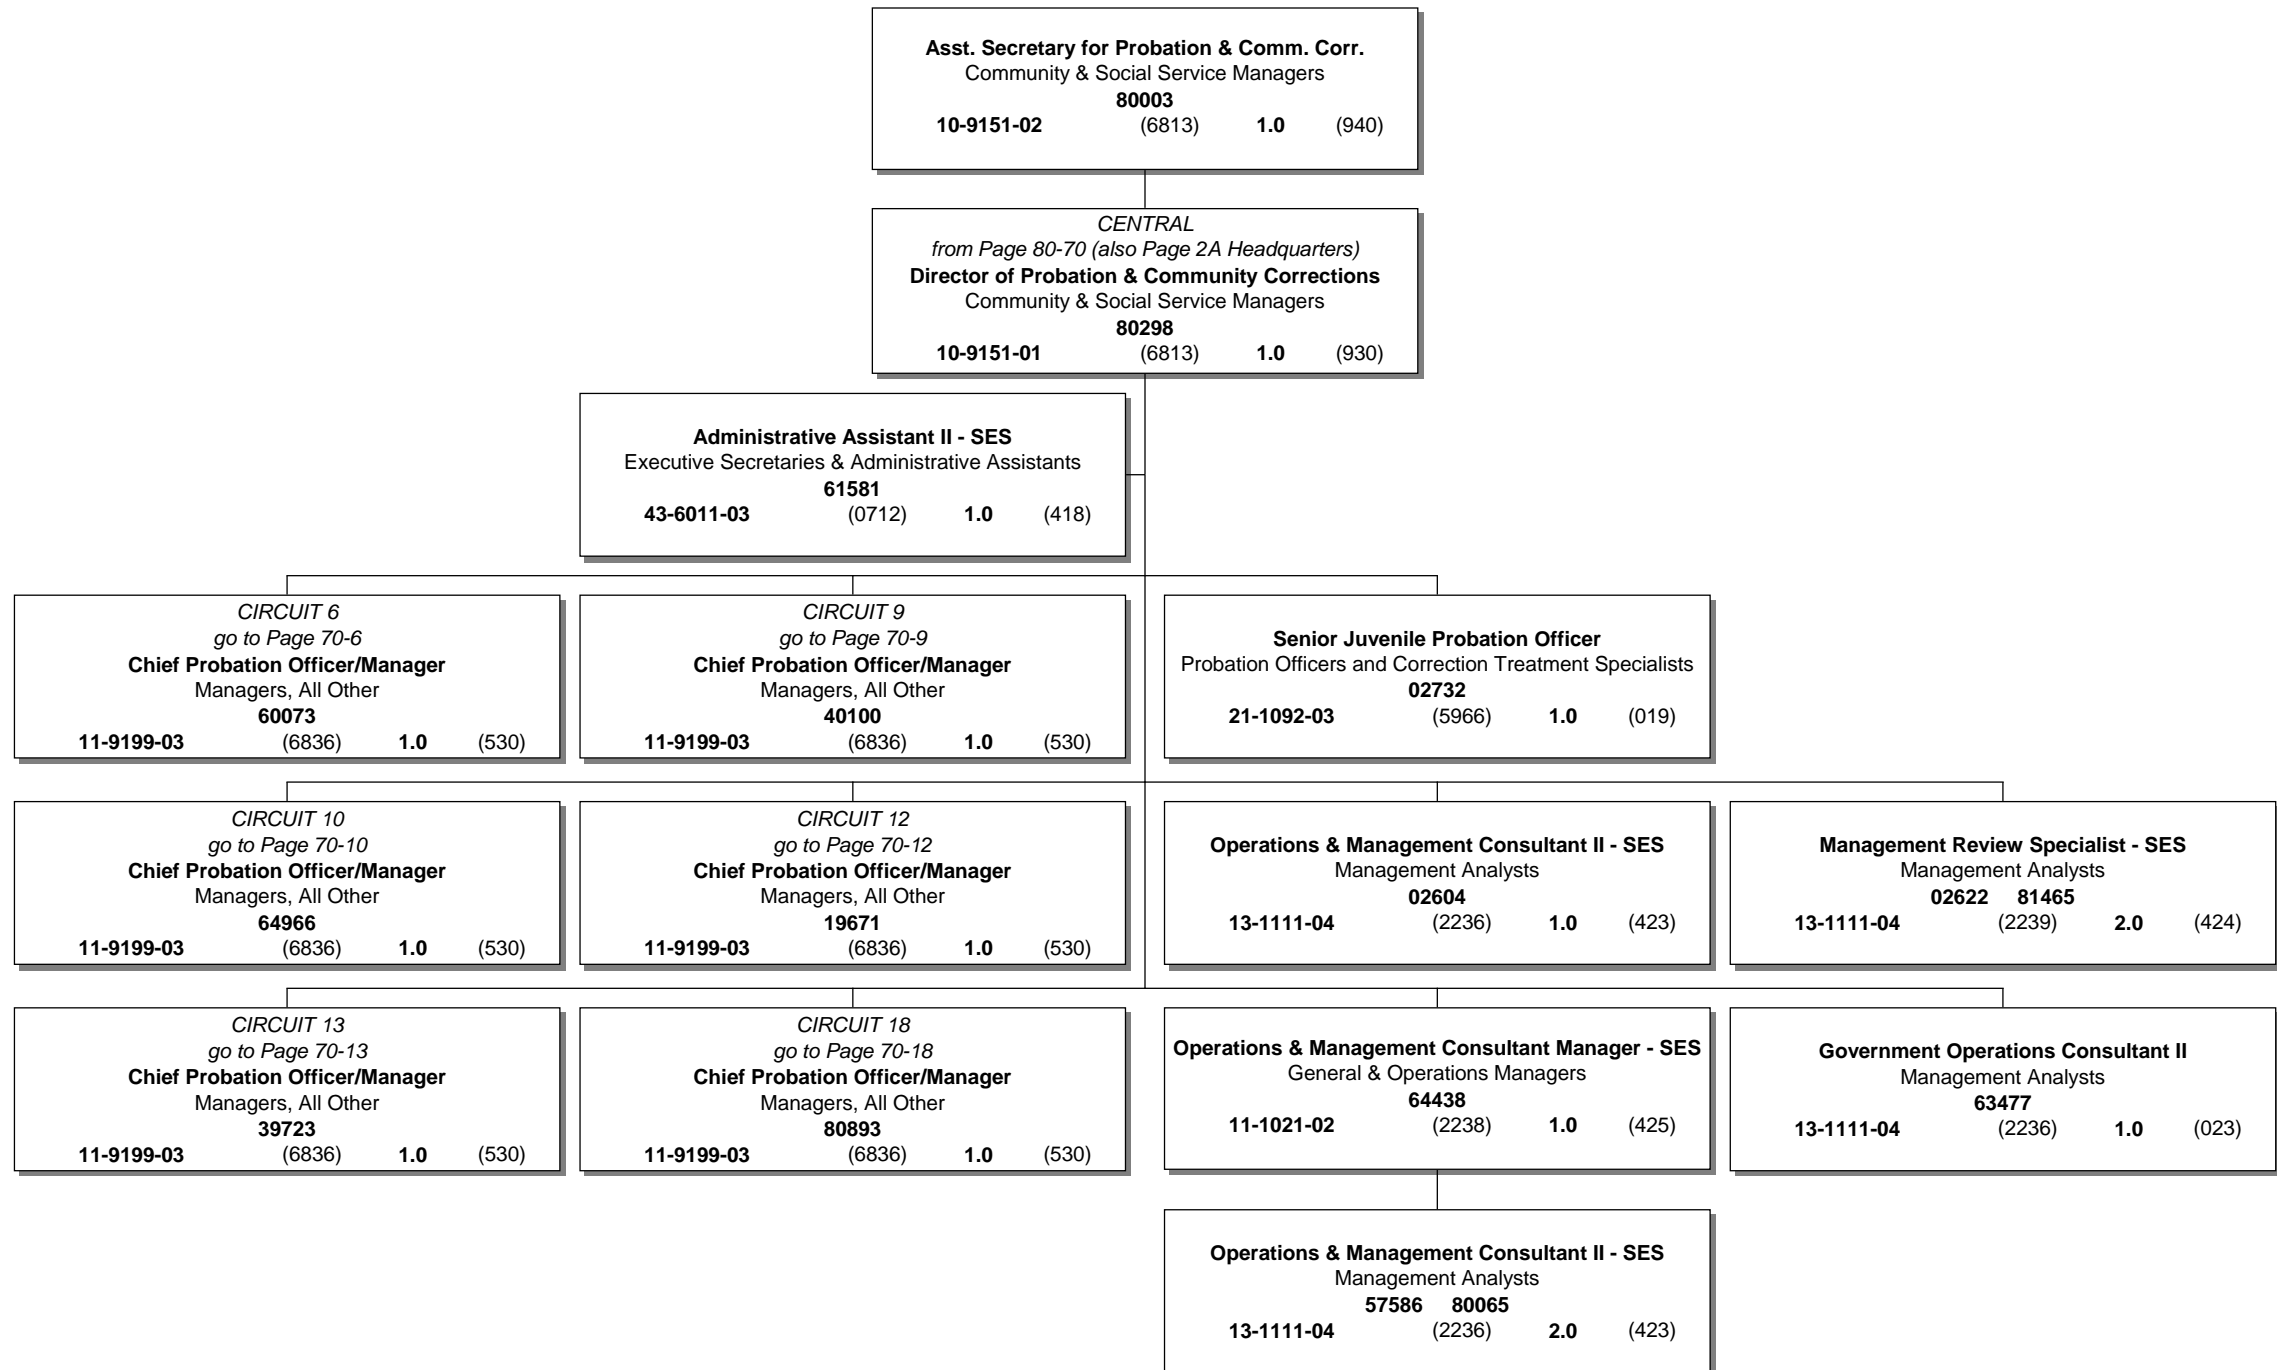 Asst. Secretary for Probation & Comm. Corr.
Community & Social Service Managers
80003
10-9151-02 (6813) 1.0 (940)
CENTRAL
from Page 80-70 (also Page 2A Headquarters)
Director of Probation & Community Corrections
Community & Social Service Managers
80298
10-9151-01 (6813) 1.0 (930)
Administrative Assistant II - SES
Executive Secretaries & Administrative Assistants
61581
43-6011-03 (0712) 1.0 (418)
CIRCUIT 6
go to Page 70-6
Chief Probation Officer/Manager
Managers, All Other
60073
11-9199-03 (6836) 1.0 (530)
CIRCUIT 9
go to Page 70-9
Chief Probation Officer/Manager
Managers, All Other
40100
11-9199-03 (6836) 1.0 (530)
Senior Juvenile Probation Officer
Probation Officers and Correction Treatment Specialists
02732
21-1092-03 (5966) 1.0 (019)
CIRCUIT 10
go to Page 70-10
Chief Probation Officer/Manager
Managers, All Other
64966
11-9199-03 (6836) 1.0 (530)
CIRCUIT 12
go to Page 70-12
Chief Probation Officer/Manager
Managers, All Other
19671
11-9199-03 (6836) 1.0 (530)
Operations & Management Consultant II - SES
Management Analysts
02604
13-1111-04 (2236) 1.0 (423)
Management Review Specialist - SES
Management Analysts
02622 81465
13-1111-04 (2239) 2.0 (424)
CIRCUIT 13
go to Page 70-13
Chief Probation Officer/Manager
Managers, All Other
39723
11-9199-03 (6836) 1.0 (530)
CIRCUIT 18
go to Page 70-18
Chief Probation Officer/Manager
Managers, All Other
80893
11-9199-03 (6836) 1.0 (530)
Operations & Management Consultant Manager - SES
General & Operations Managers
64438
11-1021-02 (2238) 1.0 (425)
Government Operations Consultant II
Management Analysts
63477
13-1111-04 (2236) 1.0 (023)
Operations & Management Consultant II - SES
Management Analysts
57586 80065
13-1111-04 (2236) 2.0 (423)